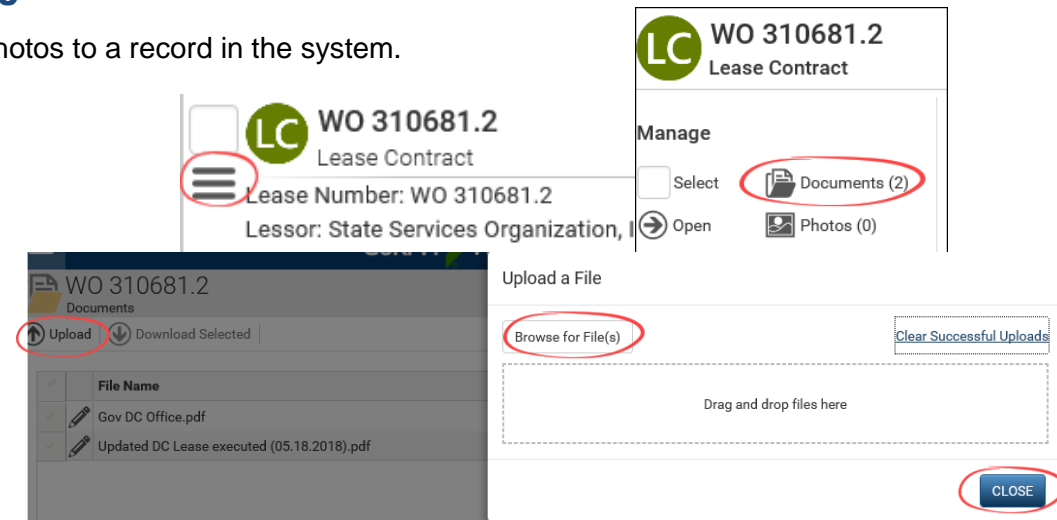 hotos to a record in the system.
LC
WO 310681.2
Lease Contract
Lease Number: WO 310681.2
Lessor: State Services Organization, I
LC
WO 310681.2
Lease Contract
Manage
Select
Documents (2)
Open
Photos (0)
WO 310681.2
Documents
Upload
Download Selected
File Name
Gov DC Office.pdf
Updated DC Lease executed (05.18.2018).pdf
Upload a File
Browse for File(s)
Clear Successful Uploads
Drag and drop files here
CLOSE